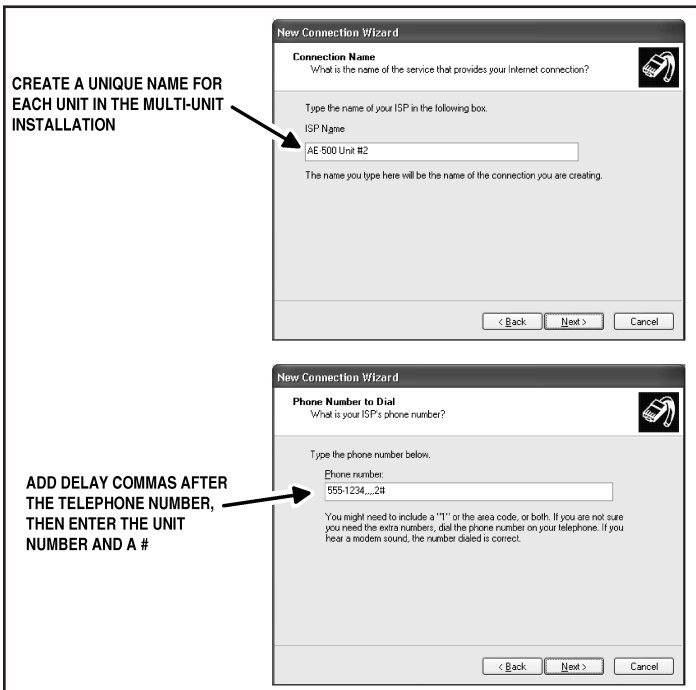 New Connection Wizard
Connection Name
What is the name of the service that provides your Internet connection?
CREATE A UNIQUE NAME FOR
EACH UNIT IN THE MULTI-UNIT
INSTALLATION
Type the name of your ISP in the following box.
ISP Name
AE-500 Unit #2
The name you type here will be the name of the connection you are creating.
< Back Next > Cancel
New Connection Wizard
Phone Number to Dial
What is your ISP's phone number?
Type the phone number below.
Phone number:
ADD DELAY COMMAS AFTER
THE TELEPHONE NUMBER,
THEN ENTER THE UNIT
NUMBER AND A #
555-1234,,,,2#
You might need to include a "1" or the area code, or both. If you are not sure
you need the extra numbers, dial the phone number on your telephone. If you
hear a modem sound, the number dialed is correct.
< Back Next > Cancel